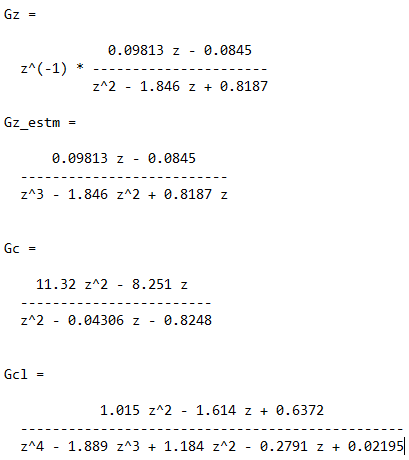 Gz =
0.09813 z - 0.0845
z^(-1) * ----------------------
z^2 - 1.846 z + 0.8187
Gz_estm =
0.09813 z - 0.0845
--------------------------
z^3 - 1.846 z^2 + 0.8187 z
Gc =
11.32 z^2 - 8.251 z
------------------------
z^2 - 0.04306 z - 0.8248
Gcl =
1.015 z^2 - 1.614 z + 0.6372
------------------------------------------------
z^4 - 1.889 z^3 + 1.184 z^2 - 0.2791 z + 0.02195